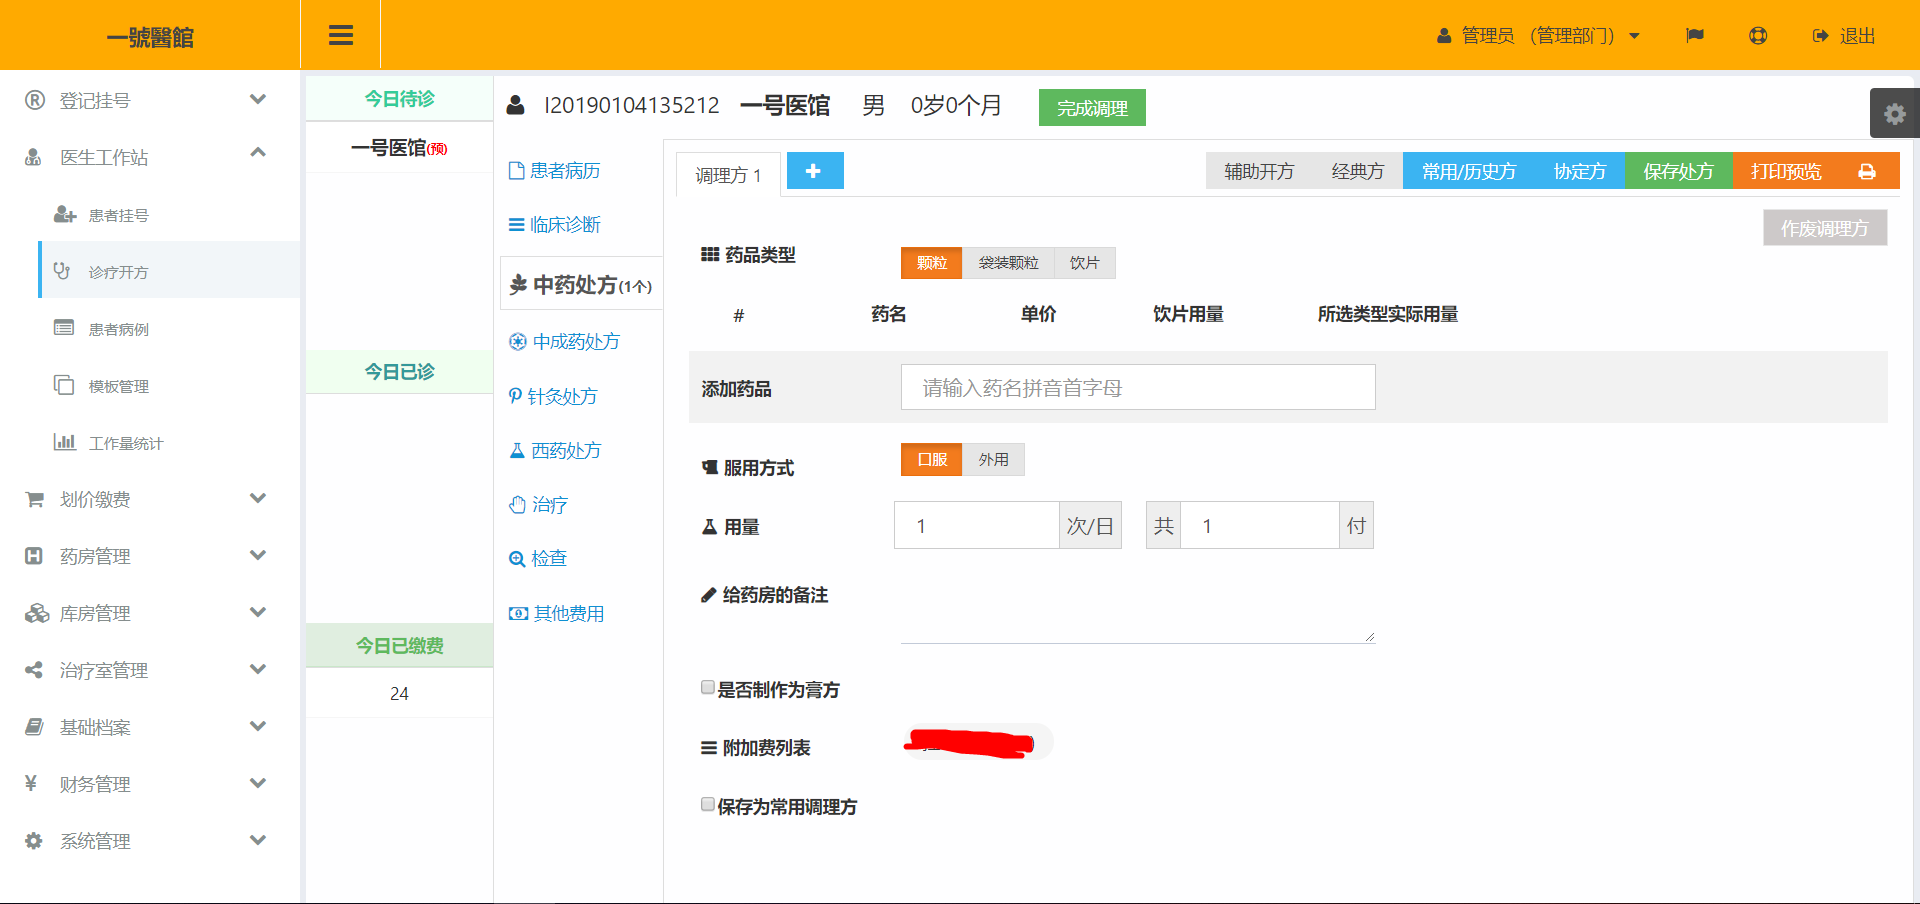 一號醫館
管理员 （管理部门）
退出
登记挂号
医生工作站
患者挂号
诊疗开方
患者病例
模板管理
工作量统计
划价缴费
药房管理
库房管理
治疗室管理
基础档案
财务管理
系统管理
今日待诊
一号医馆(预)
今日已诊
今日已缴费
24
I20190104135212 一号医馆 男 0岁0个月 完成调理
患者病历
临床诊断
中药处方(1个)
中成药处方
针灸处方
西药处方
治疗
检查
其他费用
调理方 1 +
辅助开方 经典方 常用/历史方 协定方 保存处方 打印预览
作废调理方
药品类型 颗粒 袋装颗粒 饮片
# 药名 单价 饮片用量 所选类型实际用量
添加药品 请输入药名拼音首字母
服用方式 口服 外用
用量 1 次/日 共 1 付
给药房的备注
是否制作为膏方
附加费列表
保存为常用调理方